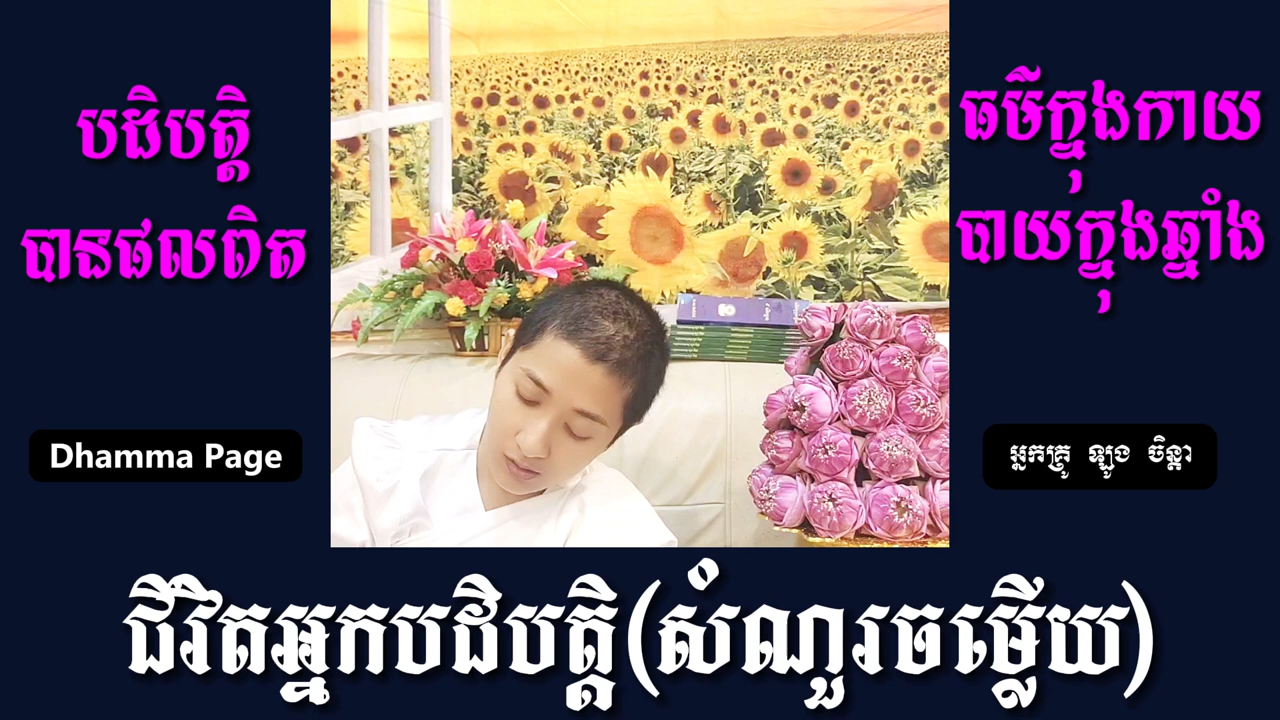 បដិបត្តិ
បានផលពិត
ធម៌ក្នុងកាយ
បាយក្នុងឆ្នាំង
Dhamma Page
អ្នកគ្រូ ឡុង ចិន្តា
ជីវិតអ្នកបដិបត្តិ(សំណួរចម្លើយ)